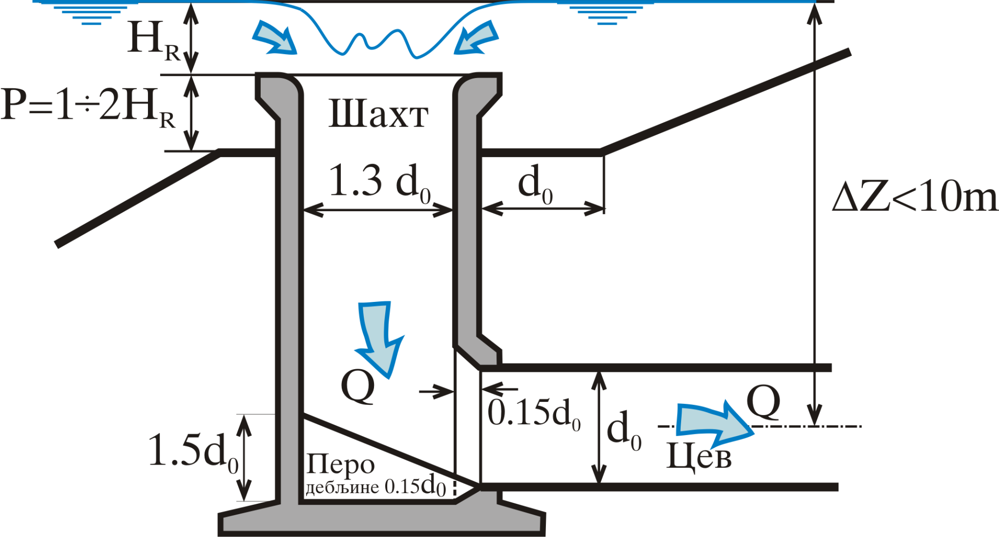 H_R
P=1÷2H_R
Шахт
1.3 d_0
d_0
ΔZ<10m
Q
Q
0.15d_0
d_0
1.5d_0
Перо
дебљине 0.15d_0
Цев